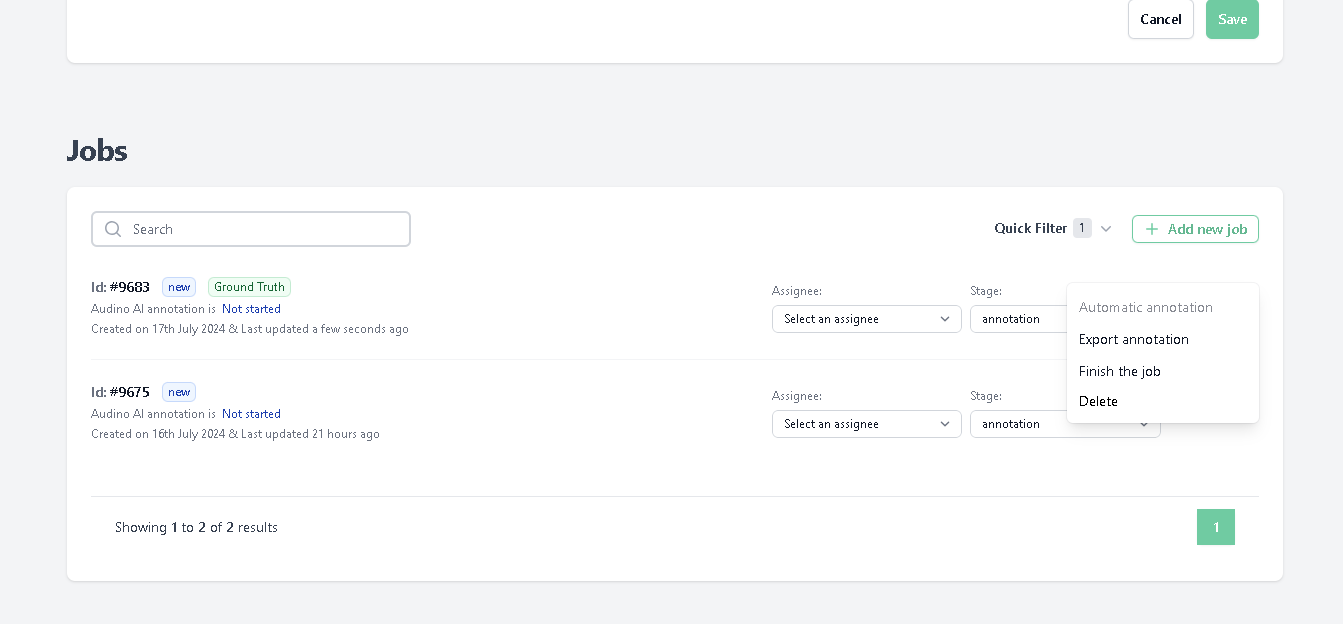 Cancel Save
Jobs
Search Quick Filter 1 Add new job
Id: #9683 new Ground Truth
Audino AI annotation is Not started
Created on 17th July 2024 & Last updated a few seconds ago
Assignee:
Select an assignee
Stage:
annotation
Automatic annotation
Export annotation
Finish the job
Delete
Id: #9675 new
Audino AI annotation is Not started
Created on 16th July 2024 & Last updated 21 hours ago
Assignee:
Select an assignee
Stage:
annotation
Showing 1 to 2 of 2 results
1